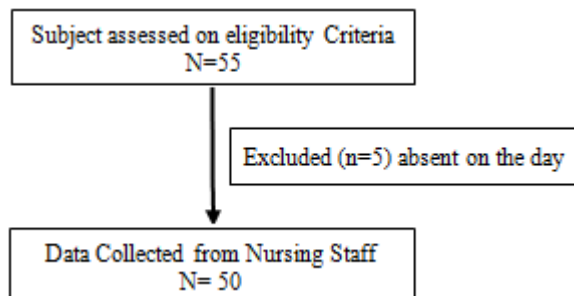 Subject assessed on eligibility Criteria
N=55
Excluded (n=5) absent on the day
Data Collected from Nursing Staff
N= 50